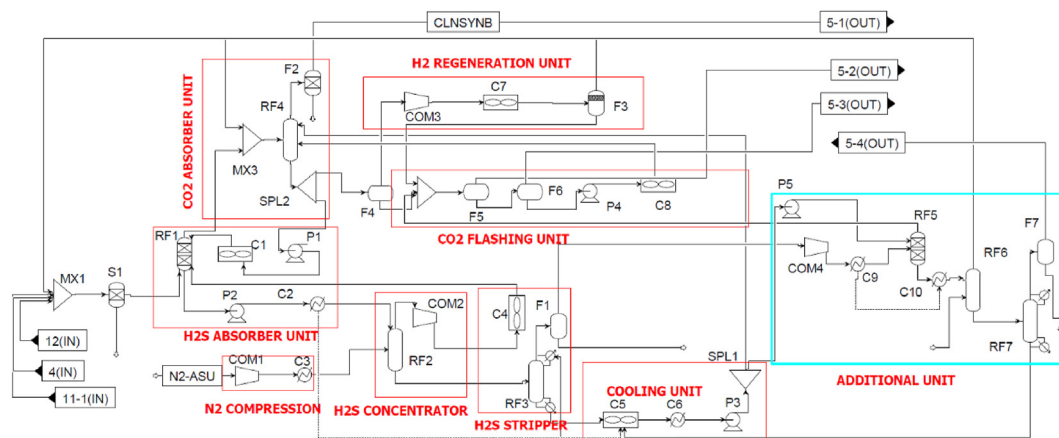 CLNSYNB
5-1(OUT)
H2 REGENERATION UNIT
5-2(OUT)
F2
C7
5-3(OUT)
CO2 ABSORBER UNIT
RF4
COM3
F3
5-4(OUT)
MX3
SPL2
F4
F5
F6
P4
C8
P5
RF1
C1
P1
CO2 FLASHING UNIT
RF5
F7
MX1
S1
COM4
C9
RF6
P2
C2
COM2
C4
F1
C10
H2S ABSORBER UNIT
12(IN)
RF2
SPL1
RF7
COM1
C3
4(IN)
N2-ASU
COOLING UNIT
ADDITIONAL UNIT
11-1(IN)
RF3
C5
C6
P3
N2 COMPRESSION
H2S CONCENTRATOR
H2S STRIPPER